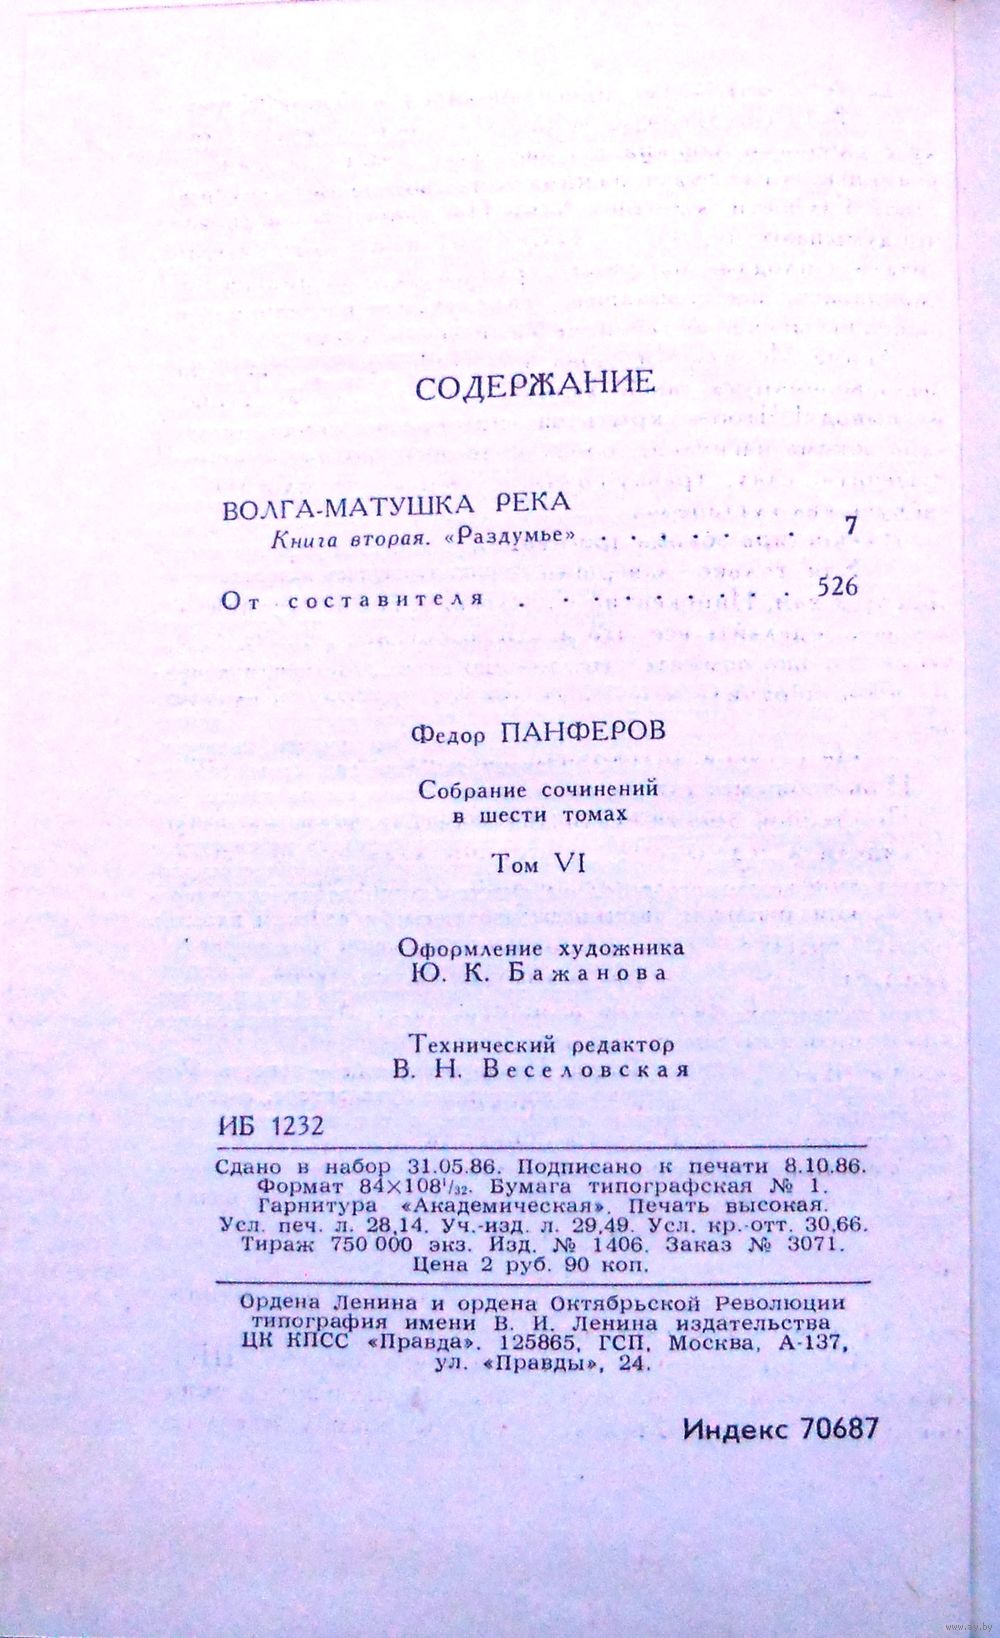 СОДЕРЖАНИЕ
ВОЛГА-МАТУШКА РЕКА
Книга вторая. «Раздумье» . . . . . . . 7
От составителя . . . . . . . . . 526
Федор ПАНФЕРОВ
Собрание сочинений
в шести томах
Том VI
Оформление художника
Ю. К. Бажанова
Технический редактор
В. Н. Веселовская
ИБ 1232
Сдано в набор 31.05.86. Подписано к печати 8.10.86.
Формат 84×108¹/₃₂. Бумага типографская № 1.
Гарнитура «Академическая». Печать высокая.
Усл. печ. л. 28,14. Уч.-изд. л. 29,49. Усл. кр.-отт. 30,66.
Тираж 750 000 экз. Изд. № 1406. Заказ № 3071.
Цена 2 руб. 90 коп.
Ордена Ленина и ордена Октябрьской Революции
типография имени В. И. Ленина издательства
ЦК КПСС «Правда». 125865, ГСП, Москва, А-137,
ул. «Правды», 24.
Индекс 70687
www.ay.by